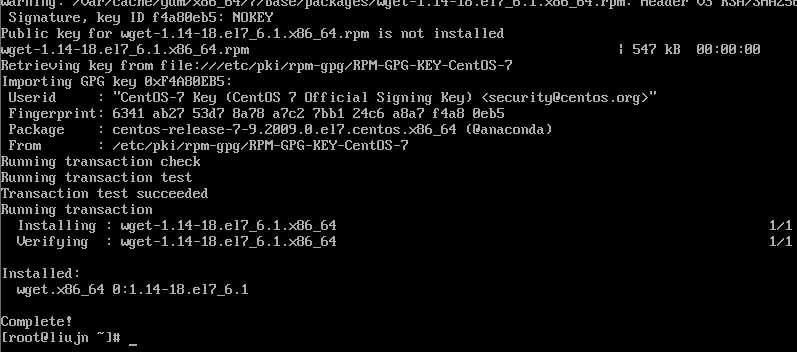 warning: /var/cache/yum/x86_64/7/base/packages/wget-1.14-18.el7_6.1.x86_64.rpm: Header V3 RSA/SHA256
 Signature, key ID f4a80eb5: NOKEY
Public key for wget-1.14-18.el7_6.1.x86_64.rpm is not installed
wget-1.14-18.el7_6.1.x86_64.rpm | 547 kB 00:00:00
Retrieving key from file:///etc/pki/rpm-gpg/RPM-GPG-KEY-CentOS-7
Importing GPG key 0xF4A80EB5:
 Userid     : "CentOS-7 Key (CentOS 7 Official Signing Key) <security@centos.org>"
 Fingerprint: 6341 ab27 53d7 8a78 a7c2 7bb1 24c6 a8a7 f4a8 0eb5
 Package    : centos-release-7-9.2009.0.el7.centos.x86_64 (@anaconda)
 From       : /etc/pki/rpm-gpg/RPM-GPG-KEY-CentOS-7
Running transaction check
Running transaction test
Transaction test succeeded
Running transaction
  Installing : wget-1.14-18.el7_6.1.x86_64 1/1
  Verifying  : wget-1.14-18.el7_6.1.x86_64 1/1
Installed:
  wget.x86_64 0:1.14-18.el7_6.1
Complete!
[root@liujn ~]# _